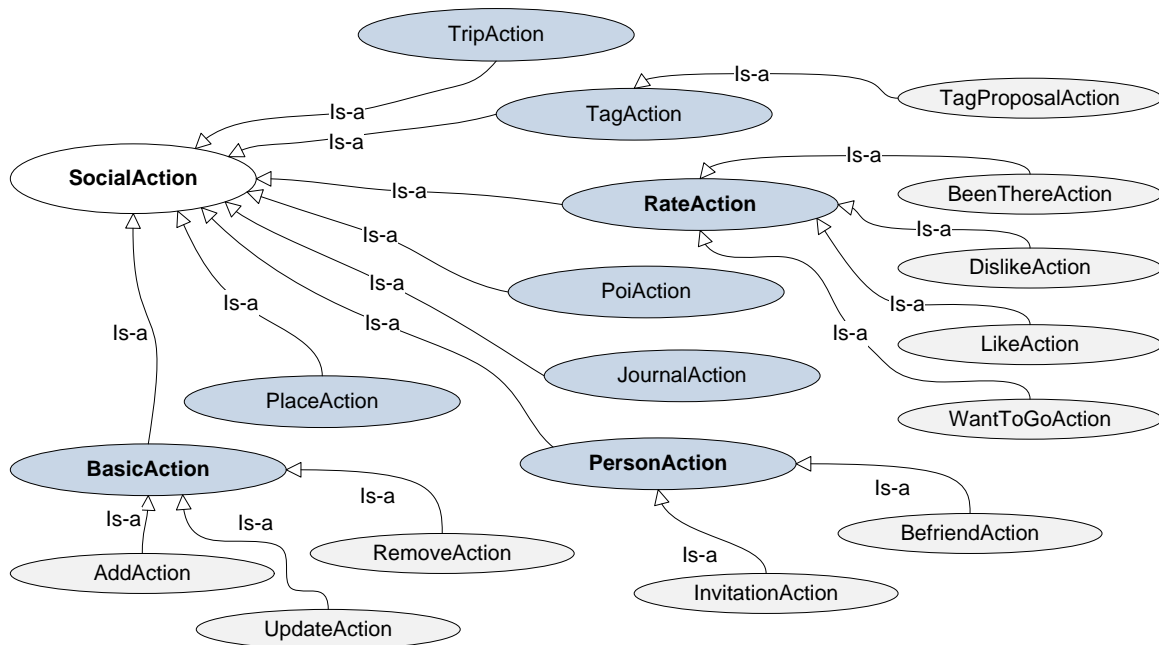 TripAction
Is-a
TagProposalAction
Is-a
TagAction
Is-a
Is-a
SocialAction
Is-a
BeenThereAction
Is-a
RateAction
Is-a
DislikeAction
Is-a
PoiAction
Is-a
Is-a
Is-a
Is-a
LikeAction
Is-a
Is-a
JournalAction
PlaceAction
WantToGoAction
BasicAction
PersonAction
Is-a
Is-a
Is-a
Is-a
BefriendAction
RemoveAction
Is-a
AddAction
InvitationAction
UpdateAction